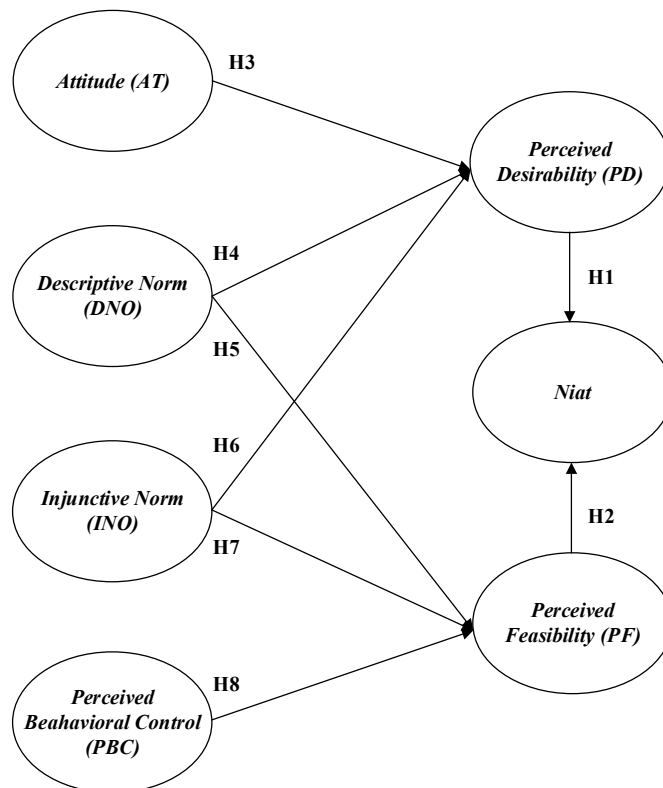 H3
Attitude (AT)
Perceived
Desirability (PD)
H4
Descriptive Norm
(DNO)
H1
H5
Niat
H6
Injunctive Norm
(INO)
H2
H7
Perceived
Feasibility (PF)
H8
Perceived
Beahavioral Control
(PBC)